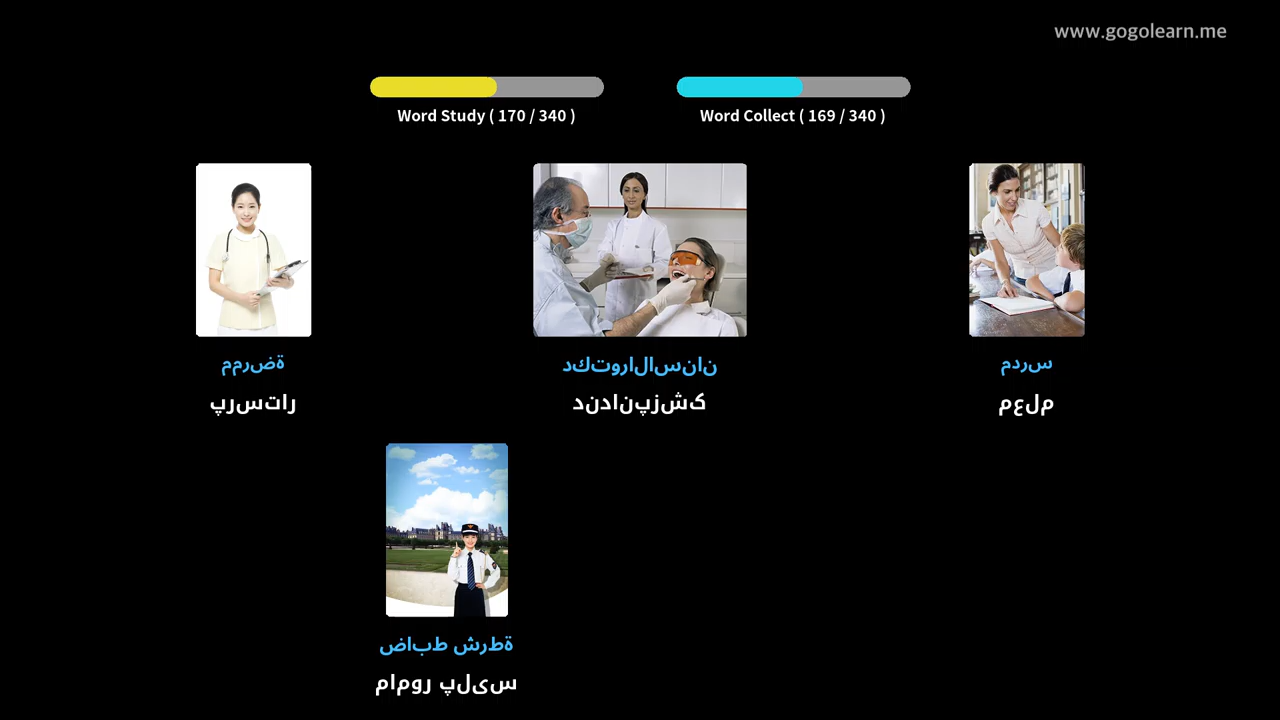 www.gogolearn.me
Word Study ( 170 / 340 )
Word Collect ( 169 / 340 )
ممرضة
پرستار
دكتورالاسنان
دندانپزشک
مدرس
معلم
ضابط شرطة
مامور پلیس